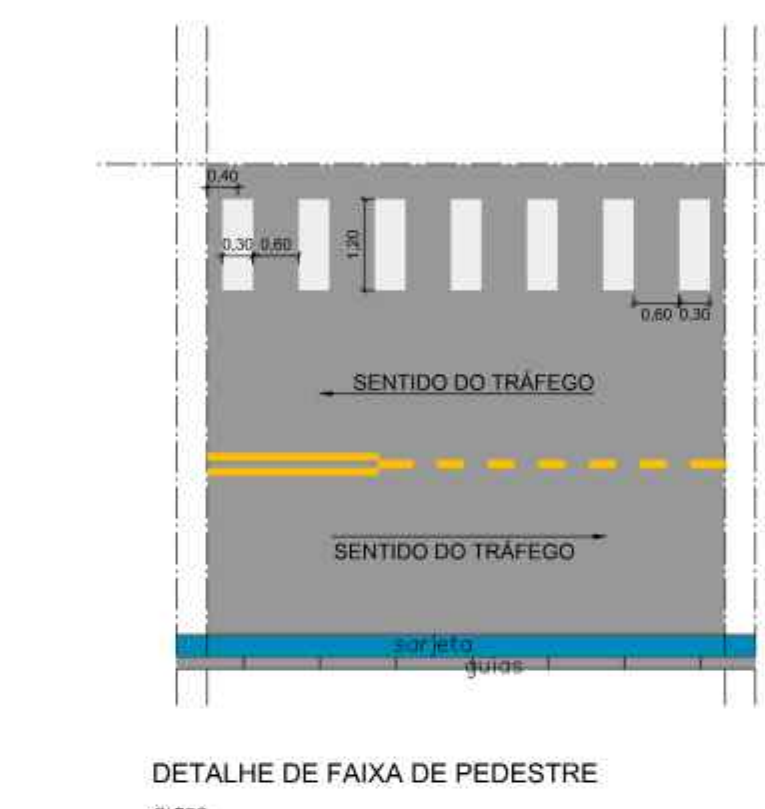 0,40
0,30 0,60
1,20
0,60 0,30
SENTIDO DO TRÁFEGO
SENTIDO DO TRÁFEGO
sarjeta
guias
DETALHE DE FAIXA DE PEDESTRE